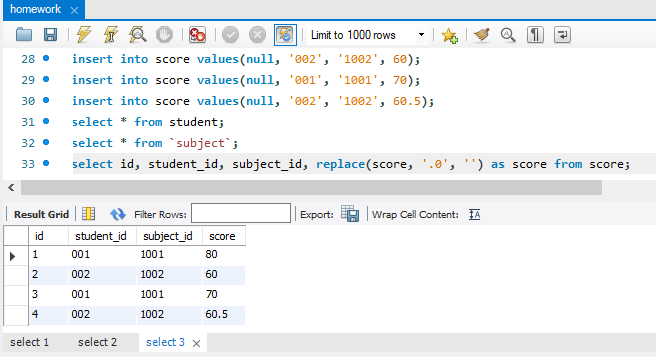 homework ×
Limit to 1000 rows
28 insert into score values(null, '002', '1002', 60);
29 insert into score values(null, '001', '1001', 70);
30 insert into score values(null, '002', '1002', 60.5);
31 select * from student;
32 select * from `subject`;
33 select id, student_id, subject_id, replace(score, '.0', '') as score from score;
Result Grid Filter Rows: Export: Wrap Cell Content: IA
id student_id subject_id score
1 001 1001 80
2 002 1002 60
3 001 1001 70
4 002 1002 60.5
select 1 select 2 select 3 ×